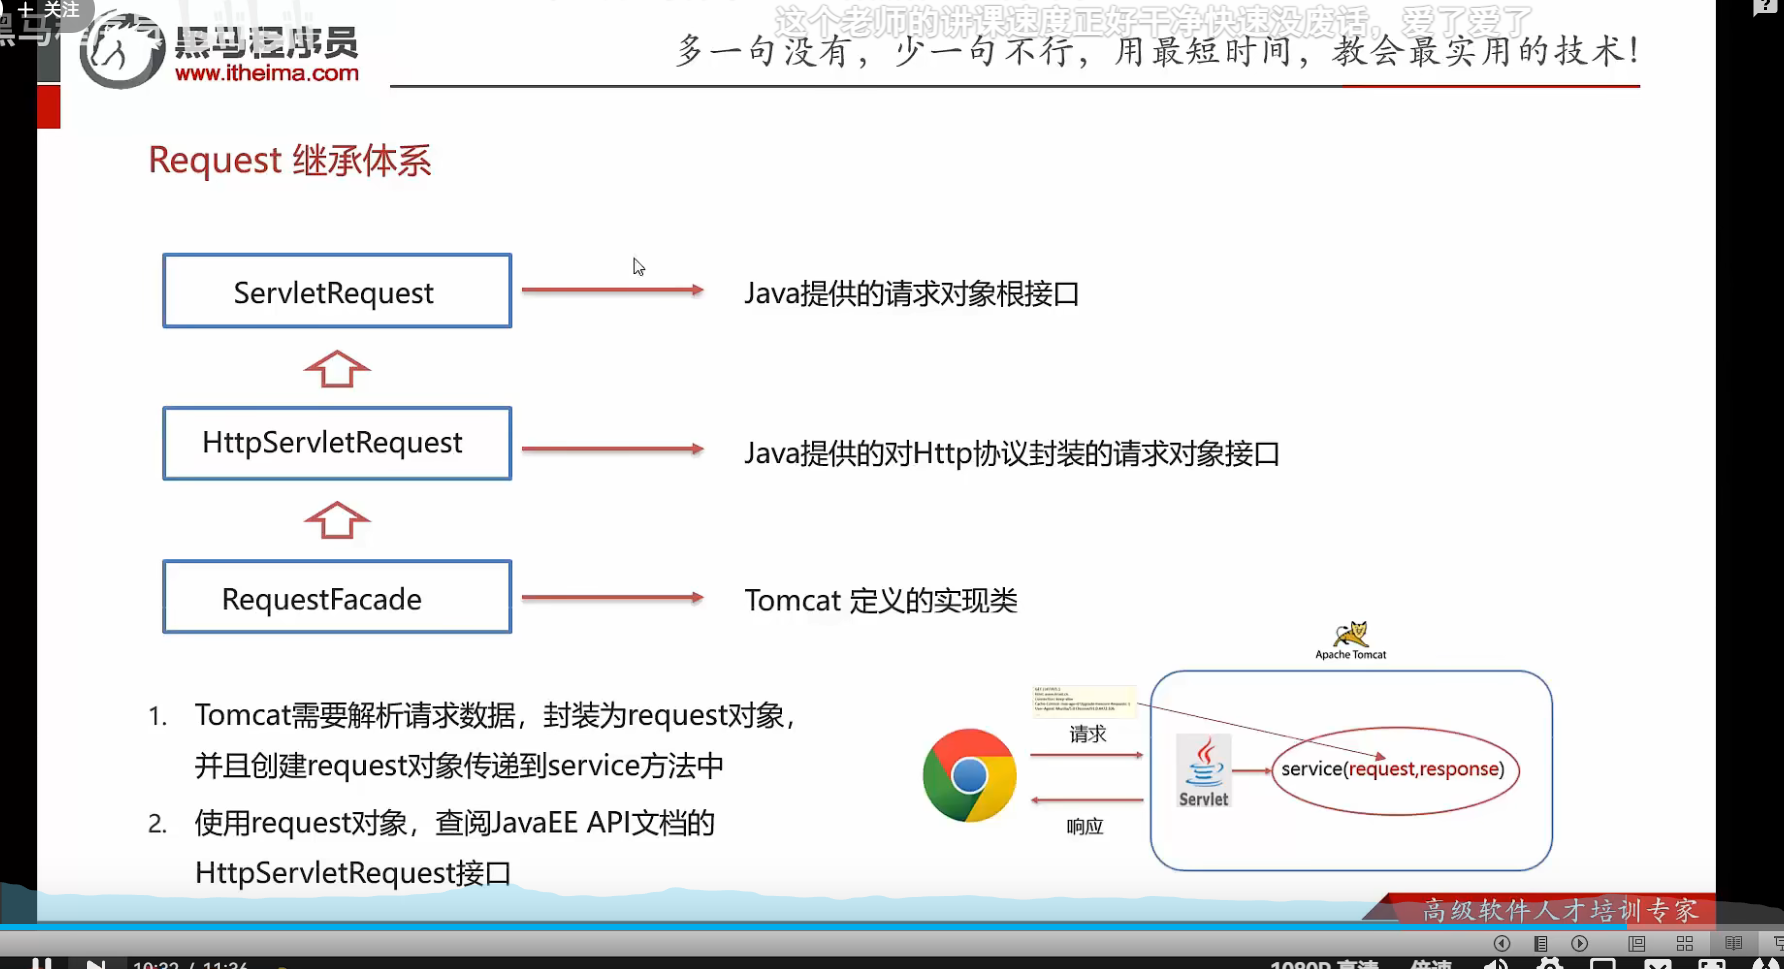 + 关注
这个老师的讲课速度正好干净快速没废话，爱了爱了
黑马程序员
www.itheima.com
多一句没有，少一句不行，用最短时间，教会最实用的技术！
Request 继承体系
ServletRequest
Java提供的请求对象根接口
HttpServletRequest
Java提供的对Http协议封装的请求对象接口
RequestFacade
Tomcat 定义的实现类
1. Tomcat需要解析请求数据，封装为request对象，
并且创建request对象传递到service方法中
2. 使用request对象，查阅JavaEE API文档的
HttpServletRequest接口
Apache Tomcat
请求
响应
Servlet
service(request,response)
高级软件人才培训专家
10:32 / 11:36
1080P 高清
倍速